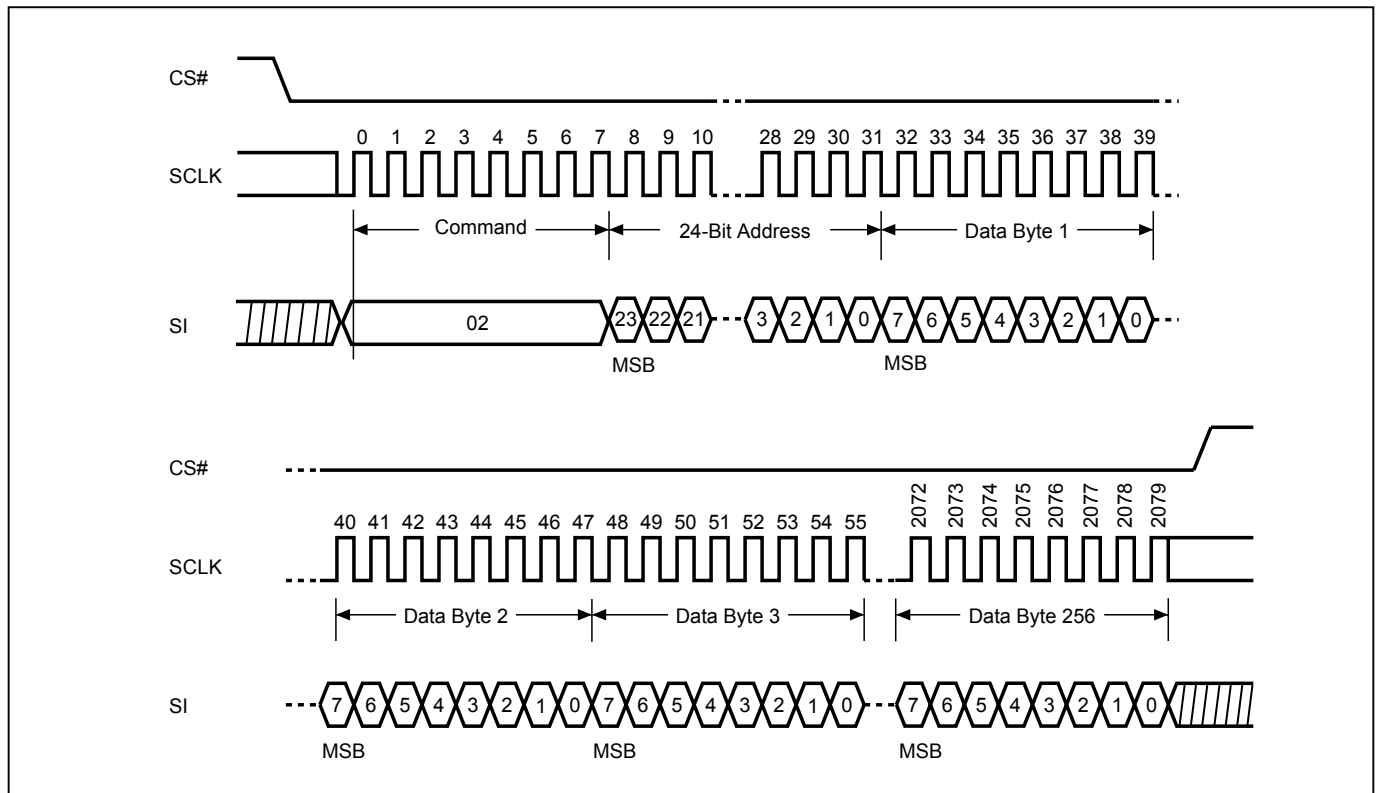 CS#
0 1 2 3 4 5 6 7 8 9 10 28 29 30 31 32 33 34 35 36 37 38 39
SCLK
Command 24-Bit Address Data Byte 1
SI 02 23 22 21 3 2 1 0 7 6 5 4 3 2 1 0
MSB MSB
CS#
2072 2073 2074 2075 2076 2077 2078 2079
40 41 42 43 44 45 46 47 48 49 50 51 52 53 54 55
SCLK
Data Byte 2 Data Byte 3 Data Byte 256
SI 7 6 5 4 3 2 1 0 7 6 5 4 3 2 1 0 7 6 5 4 3 2 1 0
MSB MSB MSB